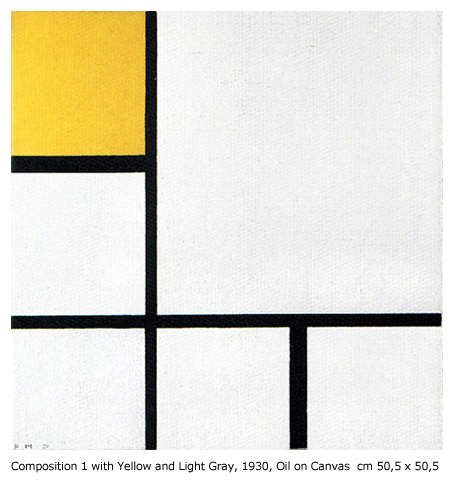 Composition 1 with Yellow and Light Gray, 1930, Oil on Canvas  cm 50,5 x 50,5